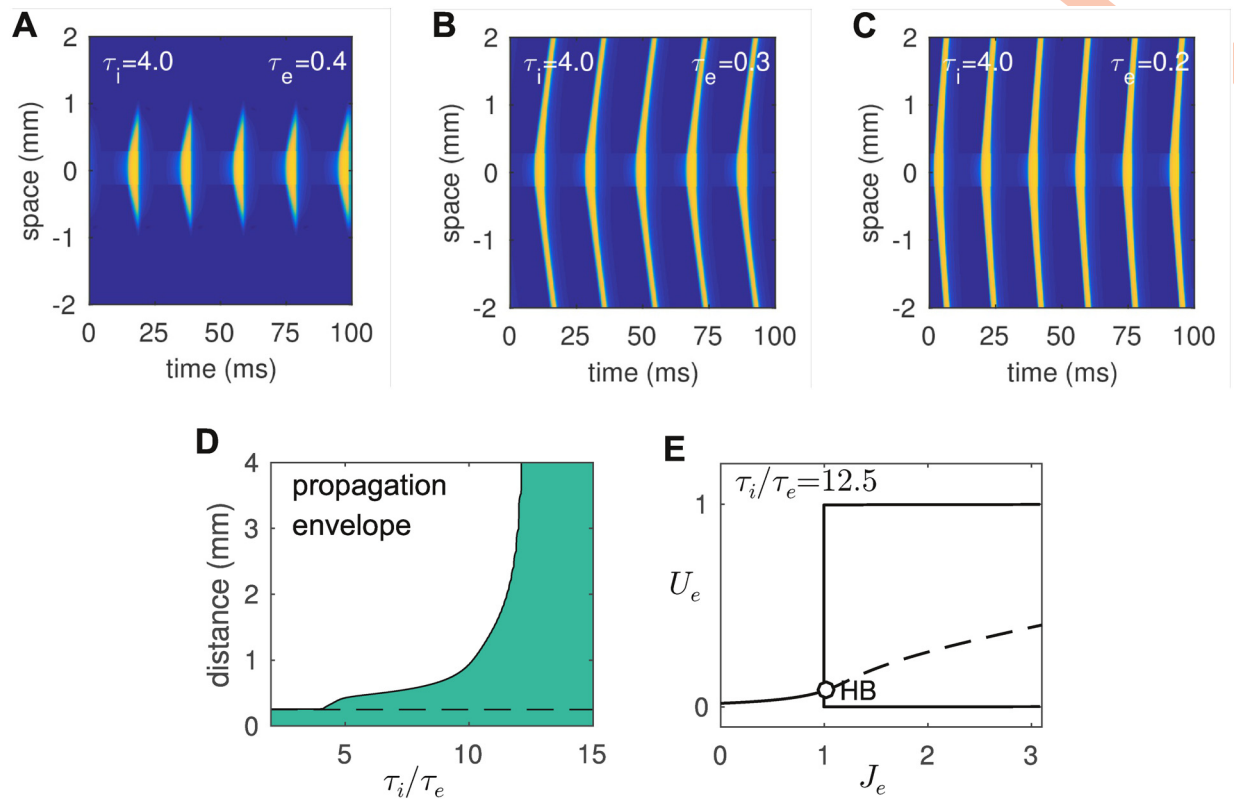 A
B
C
τi=4.0
τe=0.4
τi=4.0
τe=0.3
τi=4.0
τe=0.2
2
1
0
-1
-2
space (mm)
0
25
50
75
100
time (ms)
2
1
0
-1
-2
space (mm)
0
25
50
75
100
time (ms)
2
1
0
-1
-2
space (mm)
0
25
50
75
100
time (ms)
D
propagation
envelope
4
3
2
1
0
distance (mm)
5
10
15
τi/τe
E
τi/τe=12.5
1
0
Ue
HB
0
1
2
3
Je